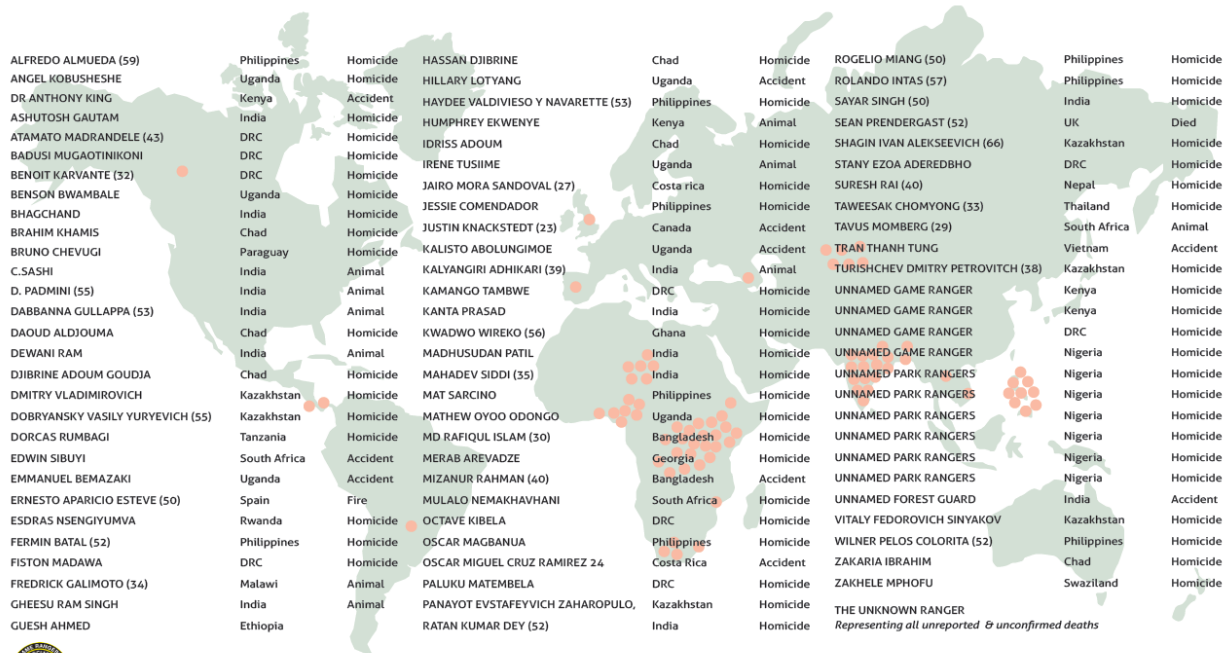 ALFREDO ALMUEDA (59) Philippines Homicide
ANGEL KOBUSHESHE Uganda Homicide
DR ANTHONY KING Kenya Accident
ASHUTOSH GAUTAM India Homicide
ATAMATO MADRANDELE (43) DRC Homicide
BADUSI MUGAOTINIKONI DRC Homicide
BENOIT KARVANTE (32) DRC Homicide
BENSON BWAMBALE Uganda Homicide
BHAGCHAND India Homicide
BRAHIM KHAMIS Chad Homicide
BRUNO CHEVUGI Paraguay Homicide
C.SASHI India Animal
D. PADMINI (55) India Animal
DABBANNA GULLAPPA (53) India Animal
DAOUD ALDJOUMA Chad Homicide
DEWANI RAM India Animal
DJIBRINE ADOUM GOUDJA Chad Homicide
DMITRY VLADIMIROVICH Kazakhstan Homicide
DOBRYANSKY VASILY YURYEVICH (55) Kazakhstan Homicide
DORCAS RUMBAGI Tanzania Homicide
EDWIN SIBUYI South Africa Accident
EMMANUEL BEMAZAKI Uganda Accident
ERNESTO APARICIO ESTEVE (50) Spain Fire
ESDRAS NSENGIYUMVA Rwanda Homicide
FERMIN BATAL (52) Philippines Homicide
FISTON MADAWA DRC Homicide
FREDRICK GALIMOTO (34) Malawi Animal
GHEESU RAM SINGH India Animal
GUESH AHMED Ethiopia
HASSAN DJIBRINE Chad Homicide
HILLARY LOTYANG Uganda Accident
HAYDEE VALDIVIESO Y NAVARETTE (53) Philippines Homicide
HUMPHREY EKWENYE Kenya Animal
IDRISS ADOUM Chad Homicide
IRENE TUSIIME Uganda Animal
JAIRO MORA SANDOVAL (27) Costa rica Homicide
JESSIE COMENDADOR Philippines Homicide
JUSTIN KNACKSTEDT (23) Canada Accident
KALISTO ABOLUNGIMOE Uganda Accident
KALYANGIRI ADHIKARI (39) India Animal
KAMANGO TAMBWE DRC Homicide
KANTA PRASAD India Homicide
KWADWO WIREKO (56) Ghana Homicide
MADHUSUDAN PATIL India Homicide
MAHADEV SIDDI (35) India Homicide
MAT SARCINO Philippines Homicide
MATHEW OYOO ODONGO Uganda Homicide
MD RAFIQUL ISLAM (30) Bangladesh Homicide
MERAB AREVADZE Georgia Homicide
MIZANUR RAHMAN (40) Bangladesh Accident
MULALO NEMAKHAVHANI South Africa Homicide
OCTAVE KIBELA DRC Homicide
OSCAR MAGBANUA Philippines Homicide
OSCAR MIGUEL CRUZ RAMIREZ 24 Costa Rica Accident
PALUKU MATEMBELA DRC Homicide
PANAYOT EVSTAFEYVICH ZAHAROPULO, Kazakhstan Homicide
RATAN KUMAR DEY (52) India Homicide
ROGELIO MIANG (50) Philippines Homicide
ROLANDO INTAS (57) Philippines Homicide
SAYAR SINGH (50) India Homicide
SEAN PRENDERGAST (52) UK Died
SHAGIN IVAN ALEKSEEVICH (66) Kazakhstan Homicide
STANY EZOA ADEREDBHO DRC Homicide
SURESH RAI (40) Nepal Homicide
TAWEESAK CHOMYONG (33) Thailand Homicide
TAVUS MOMBERG (29) South Africa Animal
TRAN THANH TUNG Vietnam Accident
TURISHCHEV DMITRY PETROVITCH (38) Kazakhstan Homicide
UNNAMED GAME RANGER Kenya Homicide
UNNAMED GAME RANGER Kenya Homicide
UNNAMED GAME RANGER DRC Homicide
UNNAMED GAME RANGER Nigeria Homicide
UNNAMED PARK RANGERS Nigeria Homicide
UNNAMED PARK RANGERS Nigeria Homicide
UNNAMED PARK RANGERS Nigeria Homicide
UNNAMED PARK RANGERS Nigeria Homicide
UNNAMED PARK RANGERS Nigeria Homicide
UNNAMED PARK RANGERS Nigeria Homicide
UNNAMED FOREST GUARD India Accident
VITALY FEDOROVICH SINYAKOV Kazakhstan Homicide
WILNER PELOS COLORITA (52) Philippines Homicide
ZAKARIA IBRAHIM Chad Homicide
ZAKHELE MPHOFU Swaziland Homicide
THE UNKNOWN RANGER
Representing all unreported & unconfirmed deaths